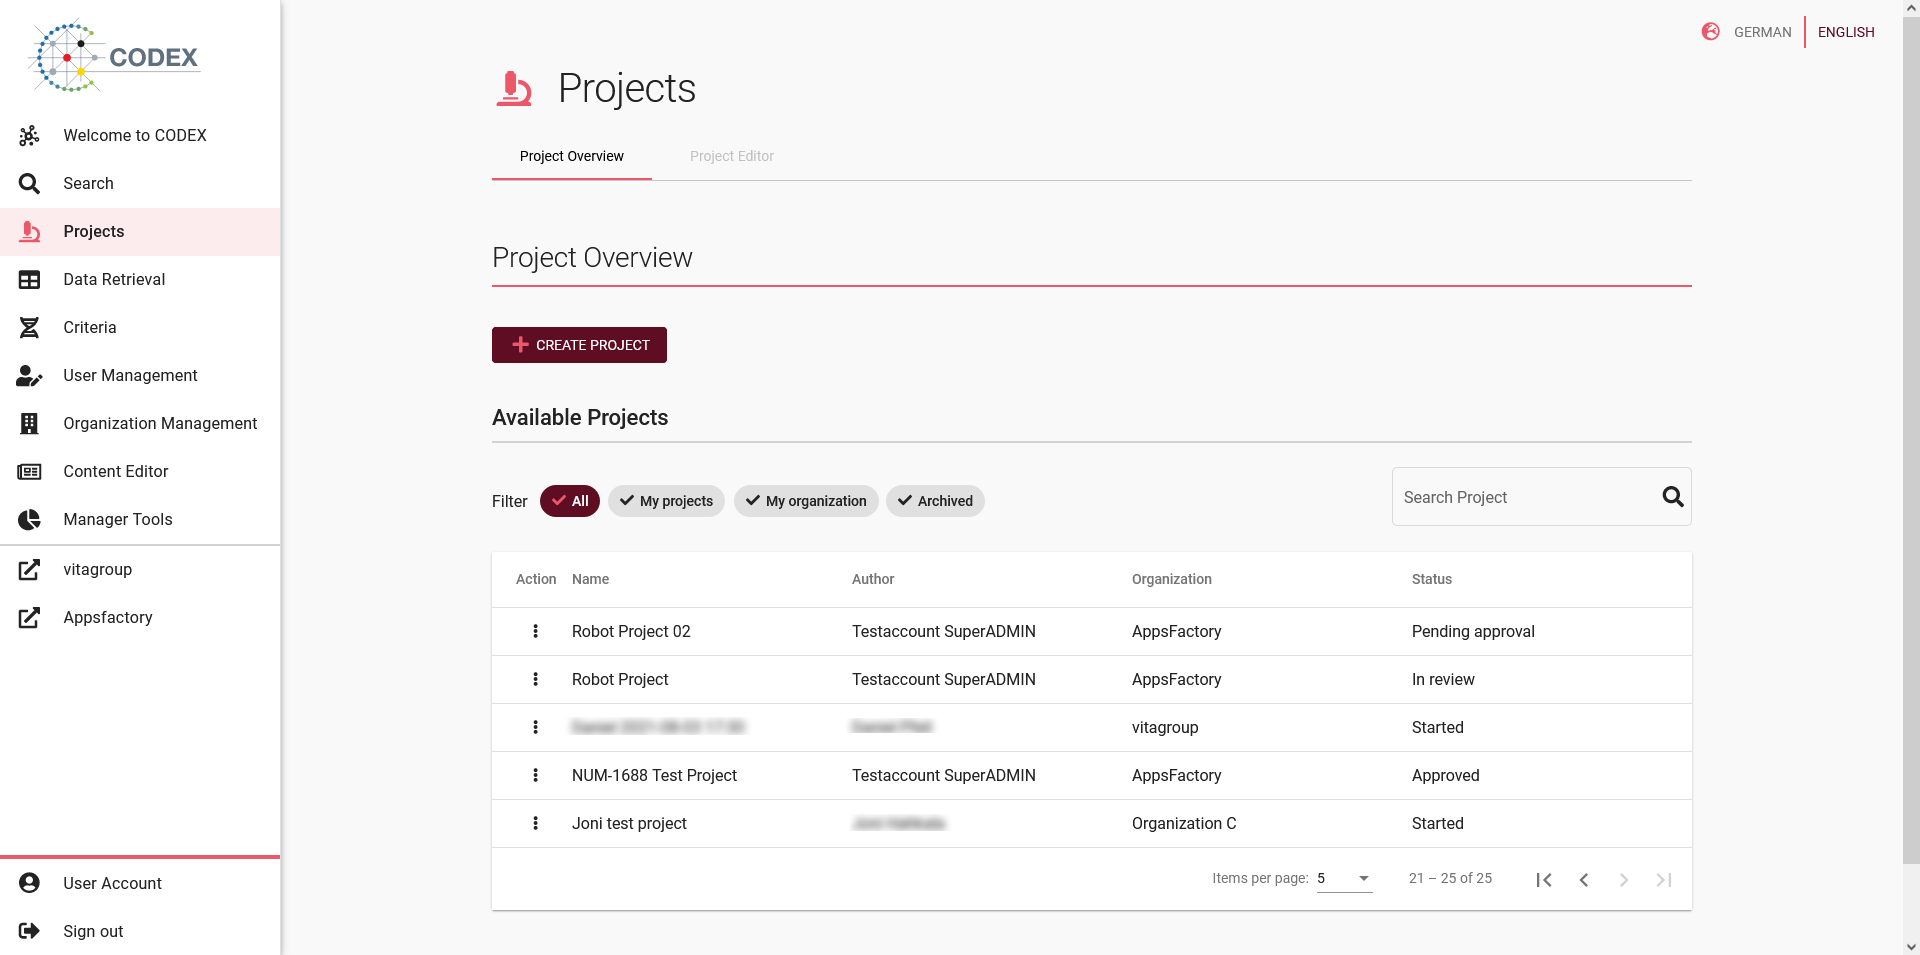 CODEX
Welcome to CODEX
Search
Projects
Data Retrieval
Criteria
User Management
Organization Management
Content Editor
Manager Tools
vitagroup
Appsfactory
User Account
Sign out
GERMAN ENGLISH
Projects
Project Overview Project Editor
Project Overview
CREATE PROJECT
Available Projects
Filter All My projects My organization Archived Search Project
Action Name Author Organization Status
Robot Project 02 Testaccount SuperADMIN AppsFactory Pending approval
Robot Project Testaccount SuperADMIN AppsFactory In review
vitagroup Started
NUM-1688 Test Project Testaccount SuperADMIN AppsFactory Approved
Joni test project Organization C Started
Items per page: 5 21 – 25 of 25